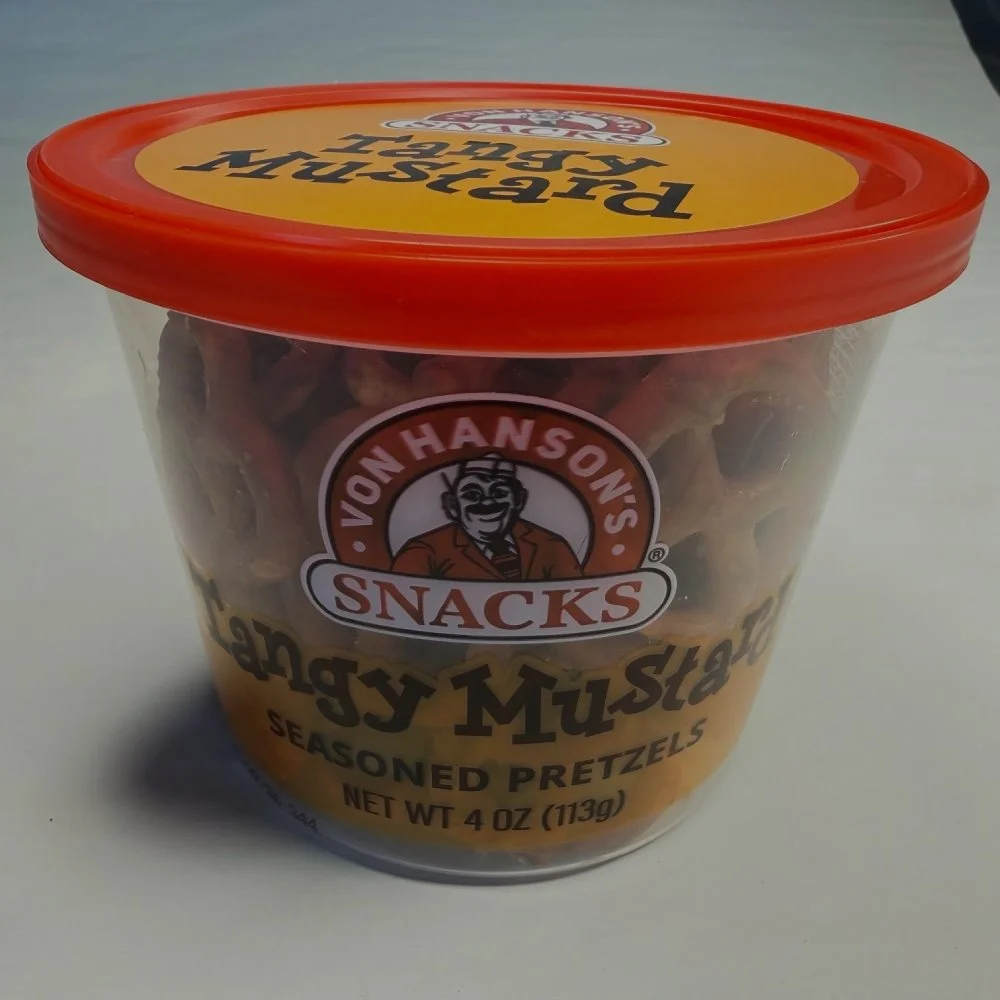 VON HANSON'S
SNACKS
Tangy
Mustard
VON HANSON'S
®
SNACKS
Tangy Mustard
SEASONED PRETZELS
NET WT 4 OZ (113g)